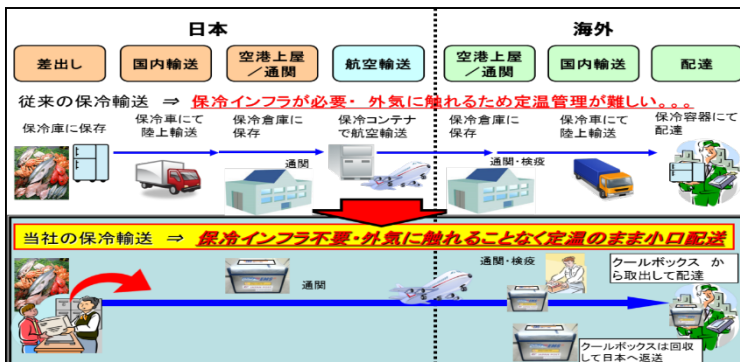 日本
海外
差出し
国内輸送
空港上屋
／通関
航空輸送
空港上屋
／通関
国内輸送
配達
従来の保冷輸送 ⇒ 保冷インフラが必要・ 外気に触れるため定温管理が難しい。。。
保冷庫に保存
保冷車にて
陸上輸送
保冷倉庫に
保存
通関
保冷コンテナ
で航空輸送
保冷倉庫に
保存
通関・検疫
保冷車にて
陸上輸送
保冷容器にて
配達
当社の保冷輸送 ⇒ 保冷インフラ不要・外気に触れることなく定温のまま小口配送
通関
通関・検疫
クールボックス か
ら取出して配達
クールボックスは回収
して日本へ返送